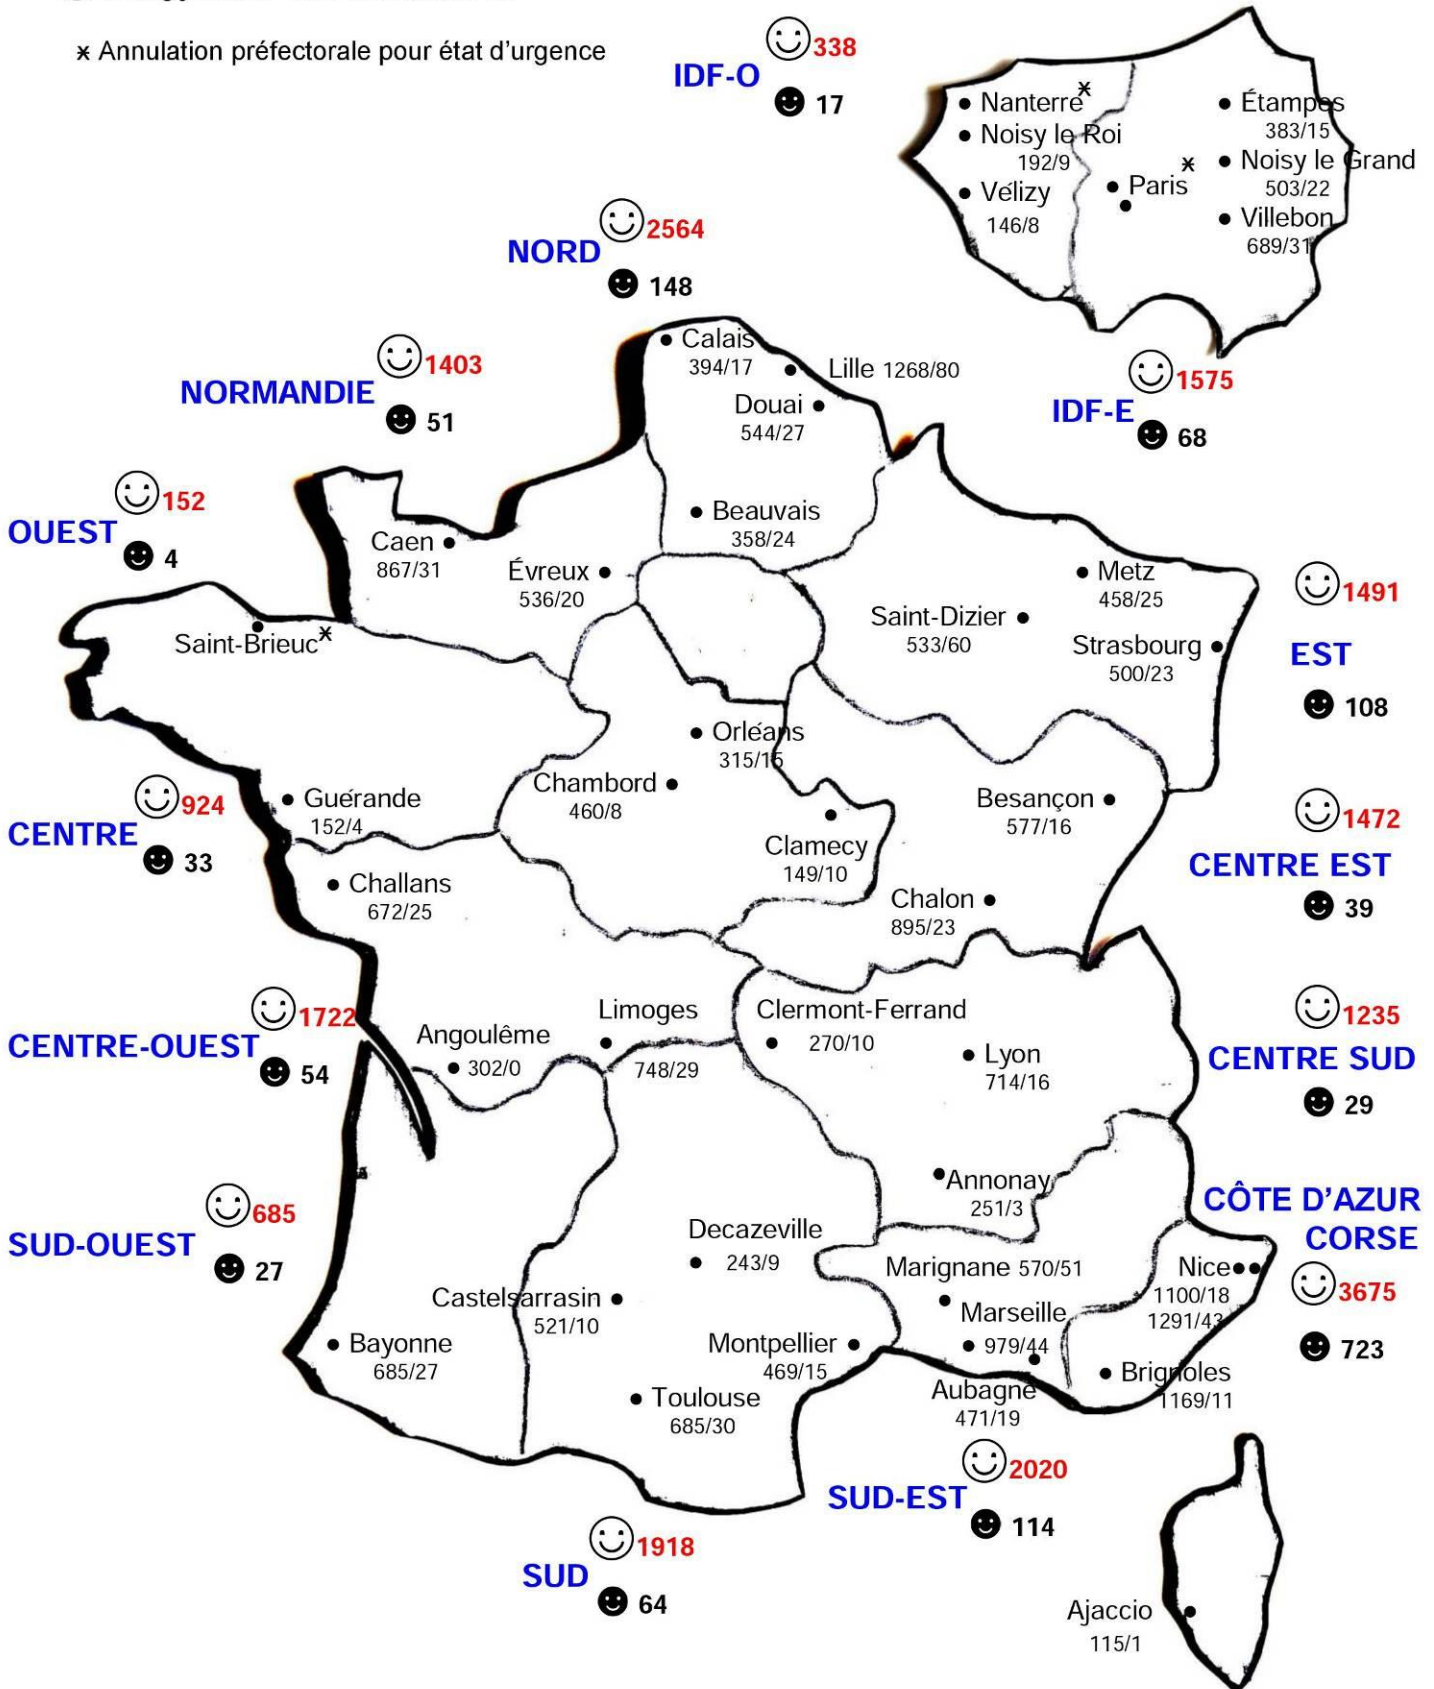 * Annulation préfectorale pour état d'urgence
338
IDF-O
17
Nanterre*
Noisy le Roi
192/9
Vélizy
146/8
Paris*
Étampes
383/15
Noisy le Grand
503/22
Villebon
689/31
2564
NORD
148
1403
NORMANDIE
51
1575
IDF-E
68
Calais
394/17
Lille 1268/80
Douai
544/27
Beauvais
358/24
152
OUEST
4
Caen
867/31
Évreux
536/20
Saint-Brieuc*
Metz
458/25
Saint-Dizier
533/60
Strasbourg
500/23
1491
EST
108
Orléans
315/15
Chambord
460/8
Guérande
152/4
Clamecy
149/10
Besançon
577/16
Chalon
895/23
924
CENTRE
33
1472
CENTRE EST
39
Challans
672/25
1722
CENTRE-OUEST
54
Angoulême
302/0
Limoges
748/29
Clermont-Ferrand
270/10
Lyon
714/16
Annonay
251/3
1235
CENTRE SUD
29
685
SUD-OUEST
27
Decazeville
243/9
Castelsarrasin
521/10
Bayonne
685/27
Montpellier
469/15
Toulouse
685/30
Marignane 570/51
Marseille
979/44
Aubagne
471/19
Nice
1100/18
1291/43
Brignoles
1169/11
CÔTE D'AZUR
CORSE
3675
723
2020
SUD-EST
114
1918
SUD
64
Ajaccio
115/1